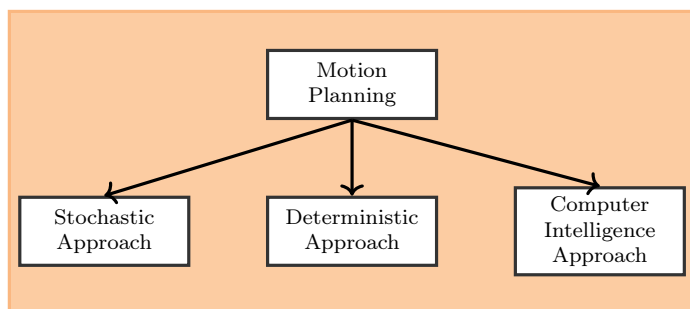 Motion
Planning
Stochastic
Approach
Deterministic
Approach
Computer
Intelligence
Approach